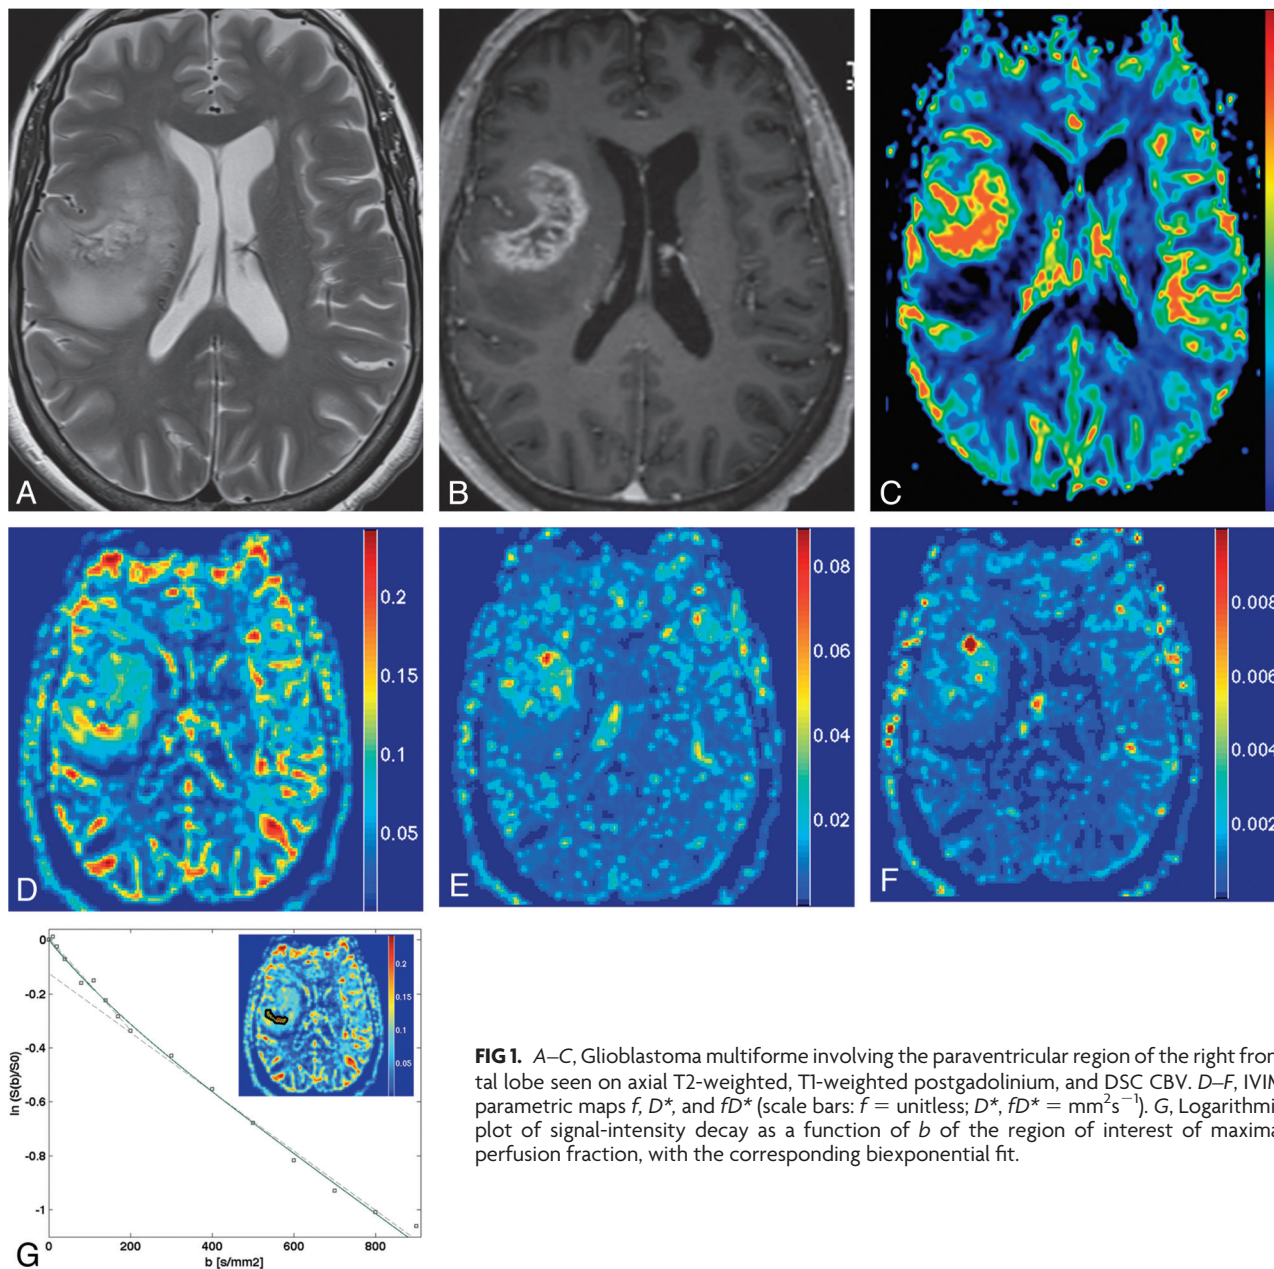 A
B
C
0.2
0.15
0.1
0.05
D
0.08
0.06
0.04
0.02
E
0.008
0.006
0.004
0.002
F
0
-0.2
-0.4
-0.6
-0.8
-1
ln (S(b)/S0)
0 200 400 600 800
b [s/mm2]
0.2
0.15
0.1
0.05
G
FIG 1. A–C, Glioblastoma multiforme involving the paraventricular region of the right fron
tal lobe seen on axial T2-weighted, T1-weighted postgadolinium, and DSC CBV. D–F, IVIM
parametric maps f, D*, and fD* (scale bars: f = unitless; D*, fD* = mm²s⁻¹). G, Logarithmi
plot of signal-intensity decay as a function of b of the region of interest of maxima
perfusion fraction, with the corresponding biexponential fit.